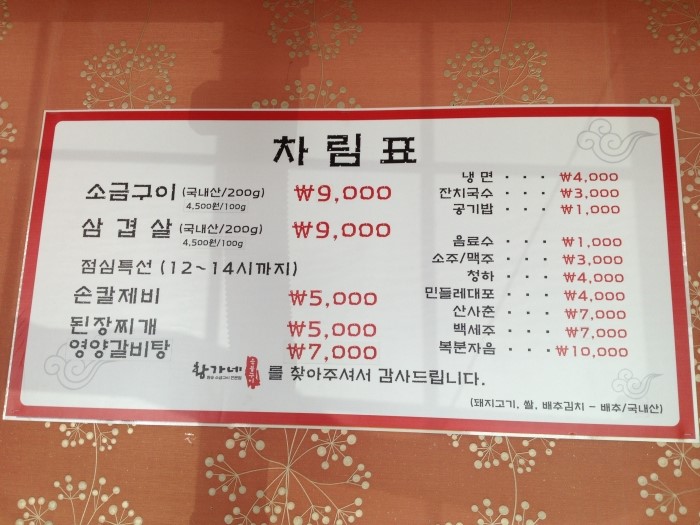 차림표
소금구이 (국내산/200g) ₩9,000
4,500원/100g
삼겹살 (국내산/200g) ₩9,000
4,500원/100g
점심특선 (12~14시까지)
손칼제비 ₩5,000
된장찌개 ₩5,000
영양갈비탕 ₩7,000
냉면 · · · ₩4,000
잔치국수 · · · ₩3,000
공기밥 · · · ₩1,000
음료수 · · · ₩1,000
소주/맥주 · · · ₩3,000
청하 · · · ₩4,000
민들레대포 · · · ₩4,000
산사춘 · · · ₩7,000
백세주 · · · ₩7,000
복분자음 · · · ₩10,000
황가네 소금구이 를 찾아주셔서 감사드립니다.
(돼지고기, 쌀, 배추김치 - 배추/국내산)